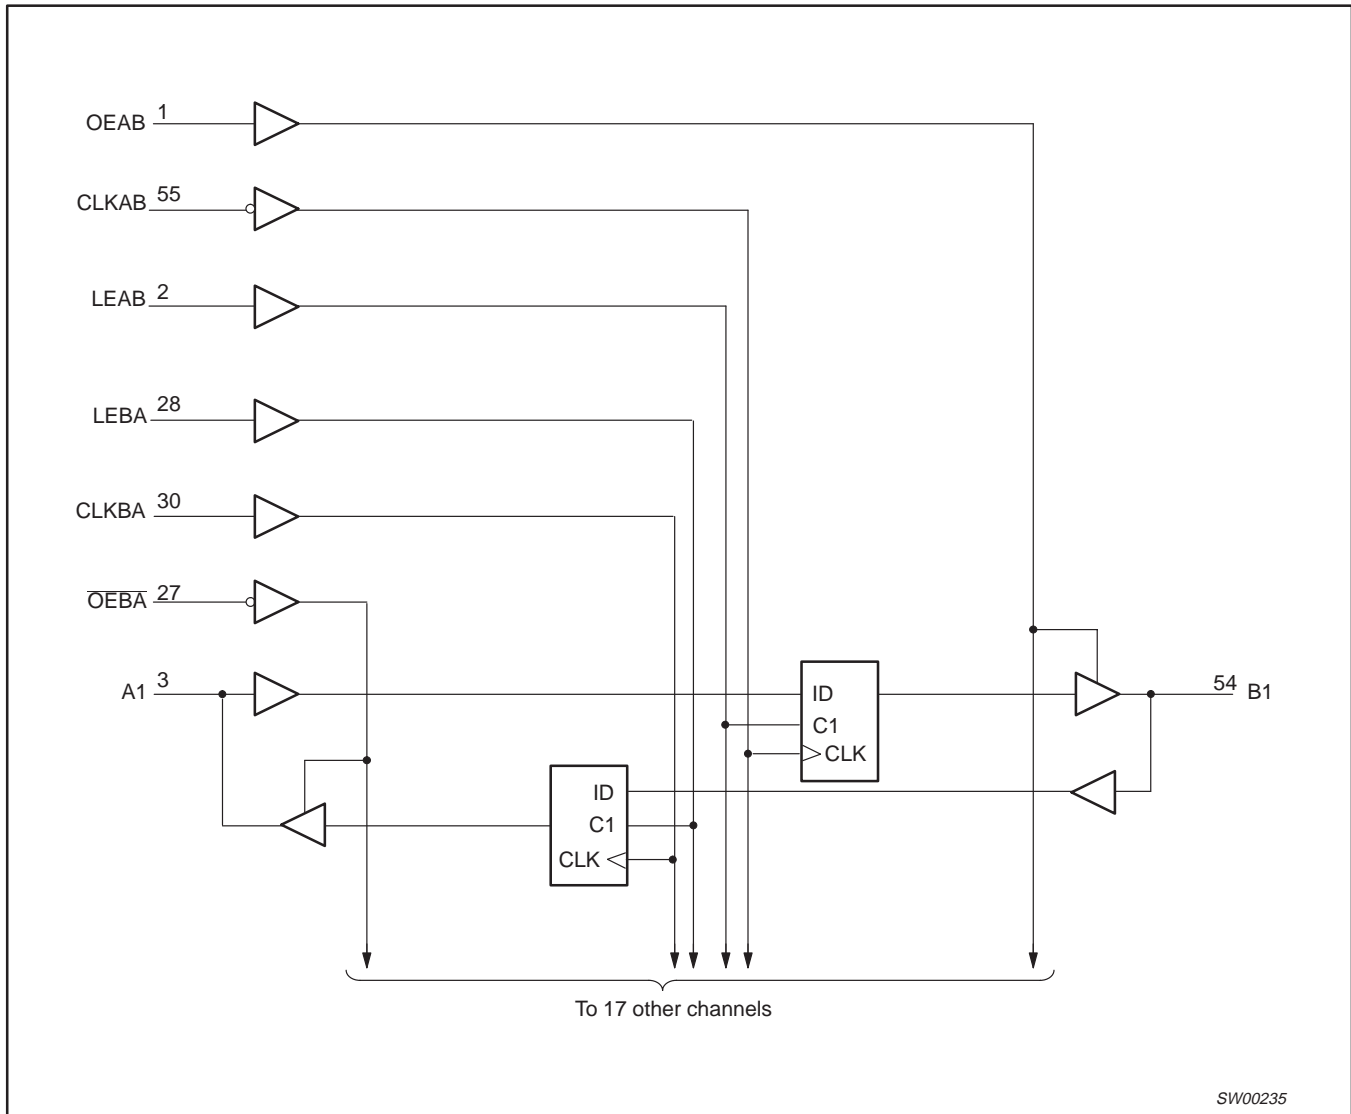 OEAB 1
CLKAB 55
LEAB 2
LEBA 28
CLKBA 30
OEBA 27
A1 3
ID
C1
CLK
54 B1
ID
C1
CLK
To 17 other channels
SW00235